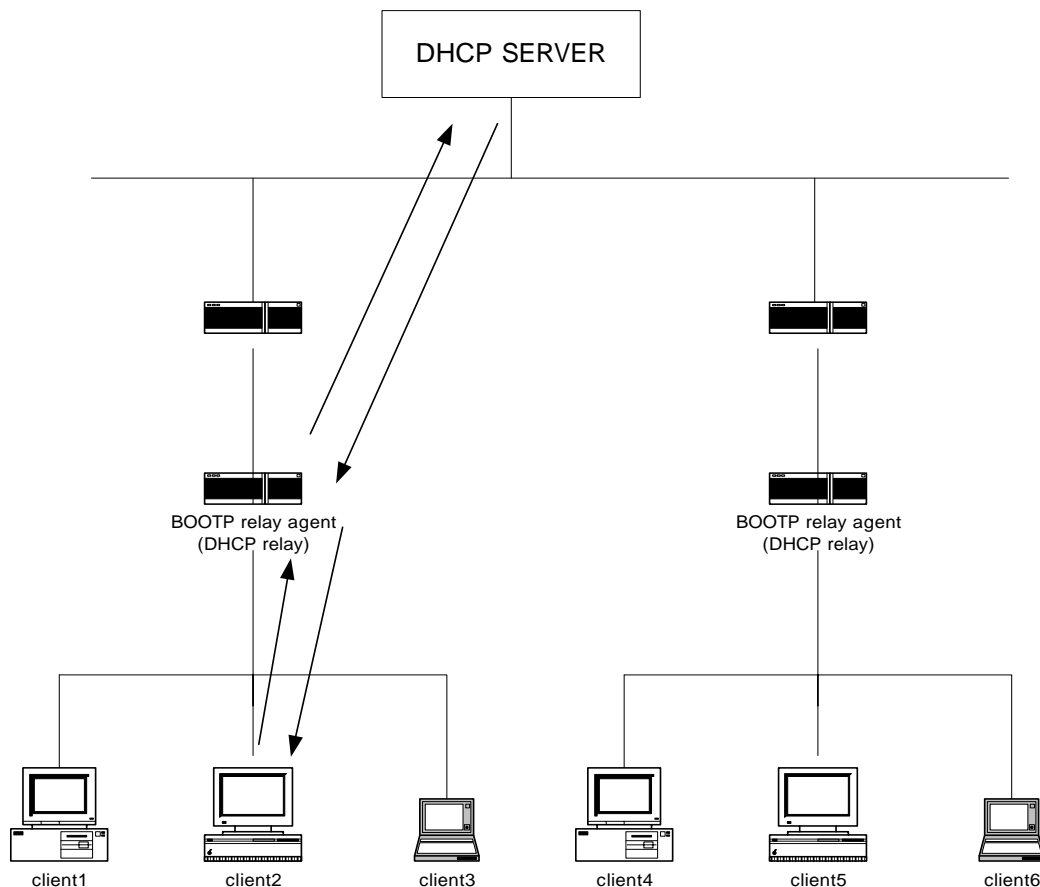 DHCP SERVER
BOOTP relay agent
(DHCP relay)
BOOTP relay agent
(DHCP relay)
client1
client2
client3
client4
client5
client6